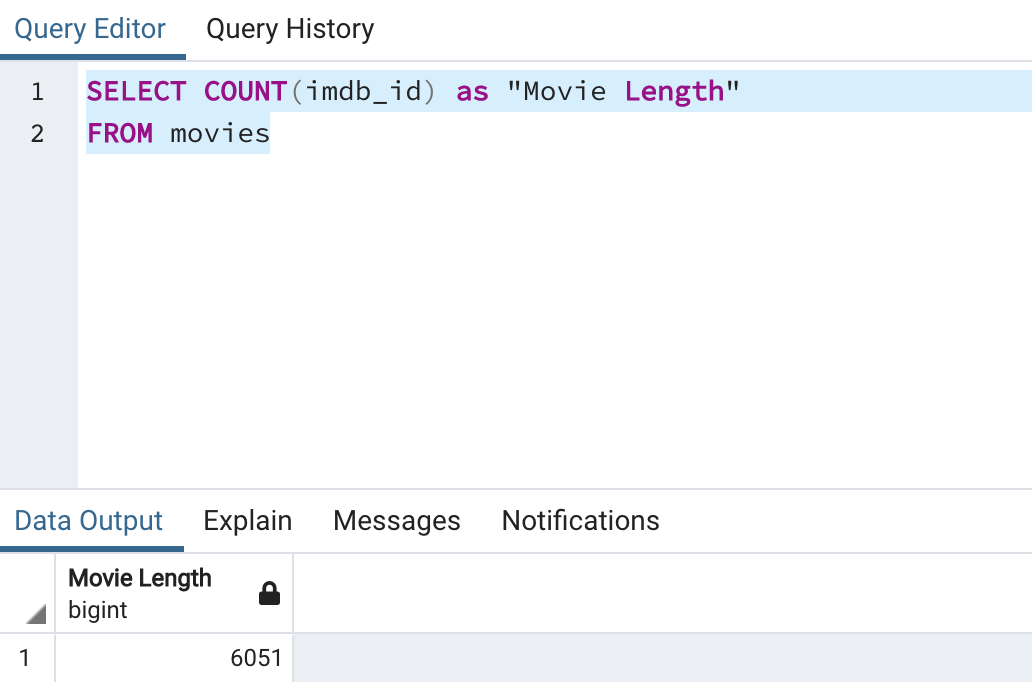 Query Editor Query History
1 SELECT COUNT(imdb_id) as "Movie Length"
2 FROM movies
Data Output Explain Messages Notifications
Movie Length
bigint
1 6051